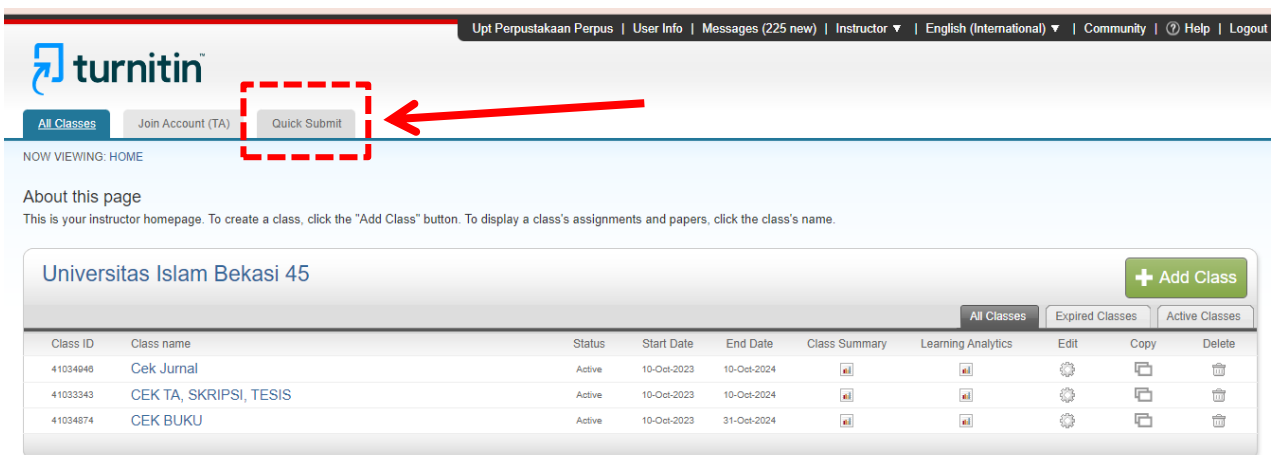 Upt Perpustakaan Perpus | User Info | Messages (225 new) | Instructor ▼ | English (International) ▼ | Community | ? Help | Logout
turnitin
All Classes Join Account (TA) Quick Submit
NOW VIEWING: HOME
About this page
This is your instructor homepage. To create a class, click the "Add Class" button. To display a class's assignments and papers, click the class's name.
Universitas Islam Bekasi 45
Add Class
All Classes Expired Classes Active Classes
Class ID Class name Status Start Date End Date Class Summary Learning Analytics Edit Copy Delete
41034946 Cek Jurnal Active 10-Oct-2023 10-Oct-2024
41033343 CEK TA, SKRIPSI, TESIS Active 10-Oct-2023 10-Oct-2024
41034874 CEK BUKU Active 10-Oct-2023 31-Oct-2024